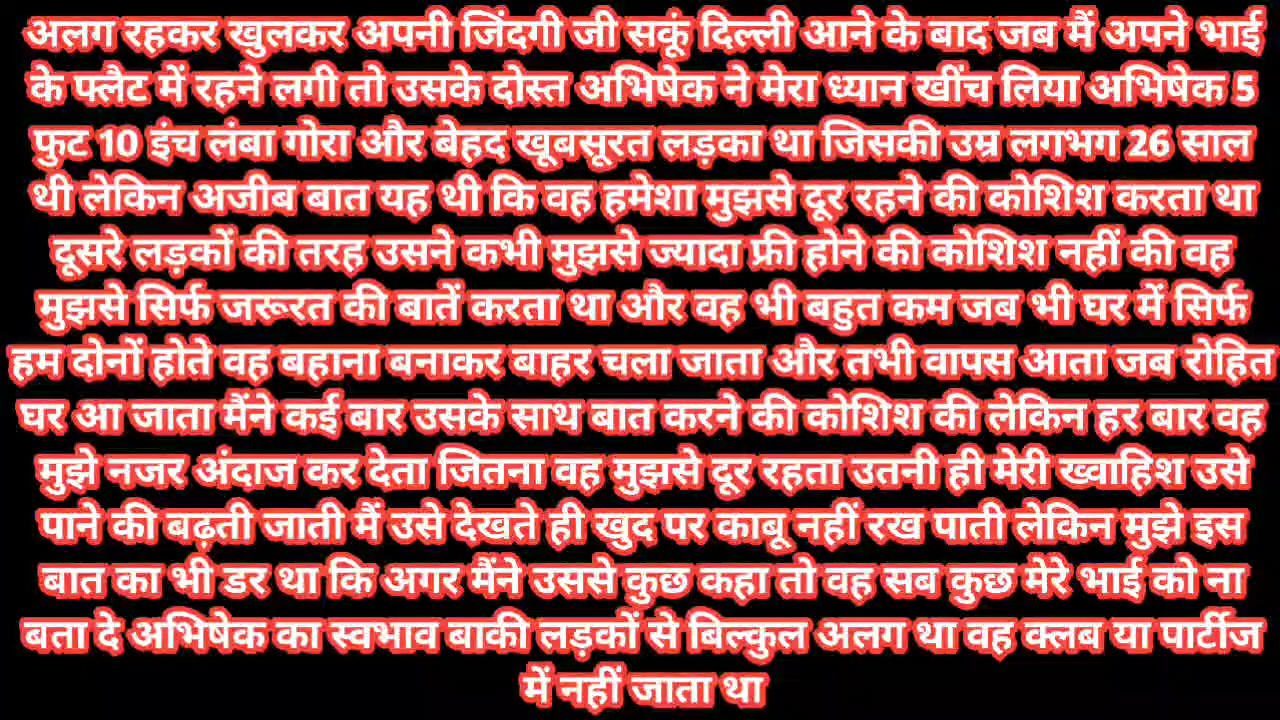 अलग रहकर खुलकर अपनी जिंदगी जी सकूं दिल्ली आने के बाद जब मैं अपने भाई
के फ्लैट में रहने लगी तो उसके दोस्त अभिषेक ने मेरा ध्यान खींच लिया अभिषेक 5
फुट 10 इंच लंबा गोरा और बेहद खूबसूरत लड़का था जिसकी उम्र लगभग 26 साल
थी लेकिन अजीब बात यह थी कि वह हमेशा मुझसे दूर रहने की कोशिश करता था
दूसरे लड़कों की तरह उसने कभी मुझसे ज्यादा फ्री होने की कोशिश नहीं की वह
मुझसे सिर्फ जरूरत की बातें करता था और वह भी बहुत कम जब भी घर में सिर्फ
हम दोनों होते वह बहाना बनाकर बाहर चला जाता और तभी वापस आता जब रोहित
घर आ जाता मैंने कई बार उसके साथ बात करने की कोशिश की लेकिन हर बार वह
मुझे नजर अंदाज कर देता जितना वह मुझसे दूर रहता उतनी ही मेरी ख्वाहिश उसे
पाने की बढ़ती जाती मैं उसे देखते ही खुद पर काबू नहीं रख पाती लेकिन मुझे इस
बात का भी डर था कि अगर मैंने उससे कुछ कहा तो वह सब कुछ मेरे भाई को ना
बता दे अभिषेक का स्वभाव बाकी लड़कों से बिल्कुल अलग था वह क्लब या पार्टीज
में नहीं जाता था